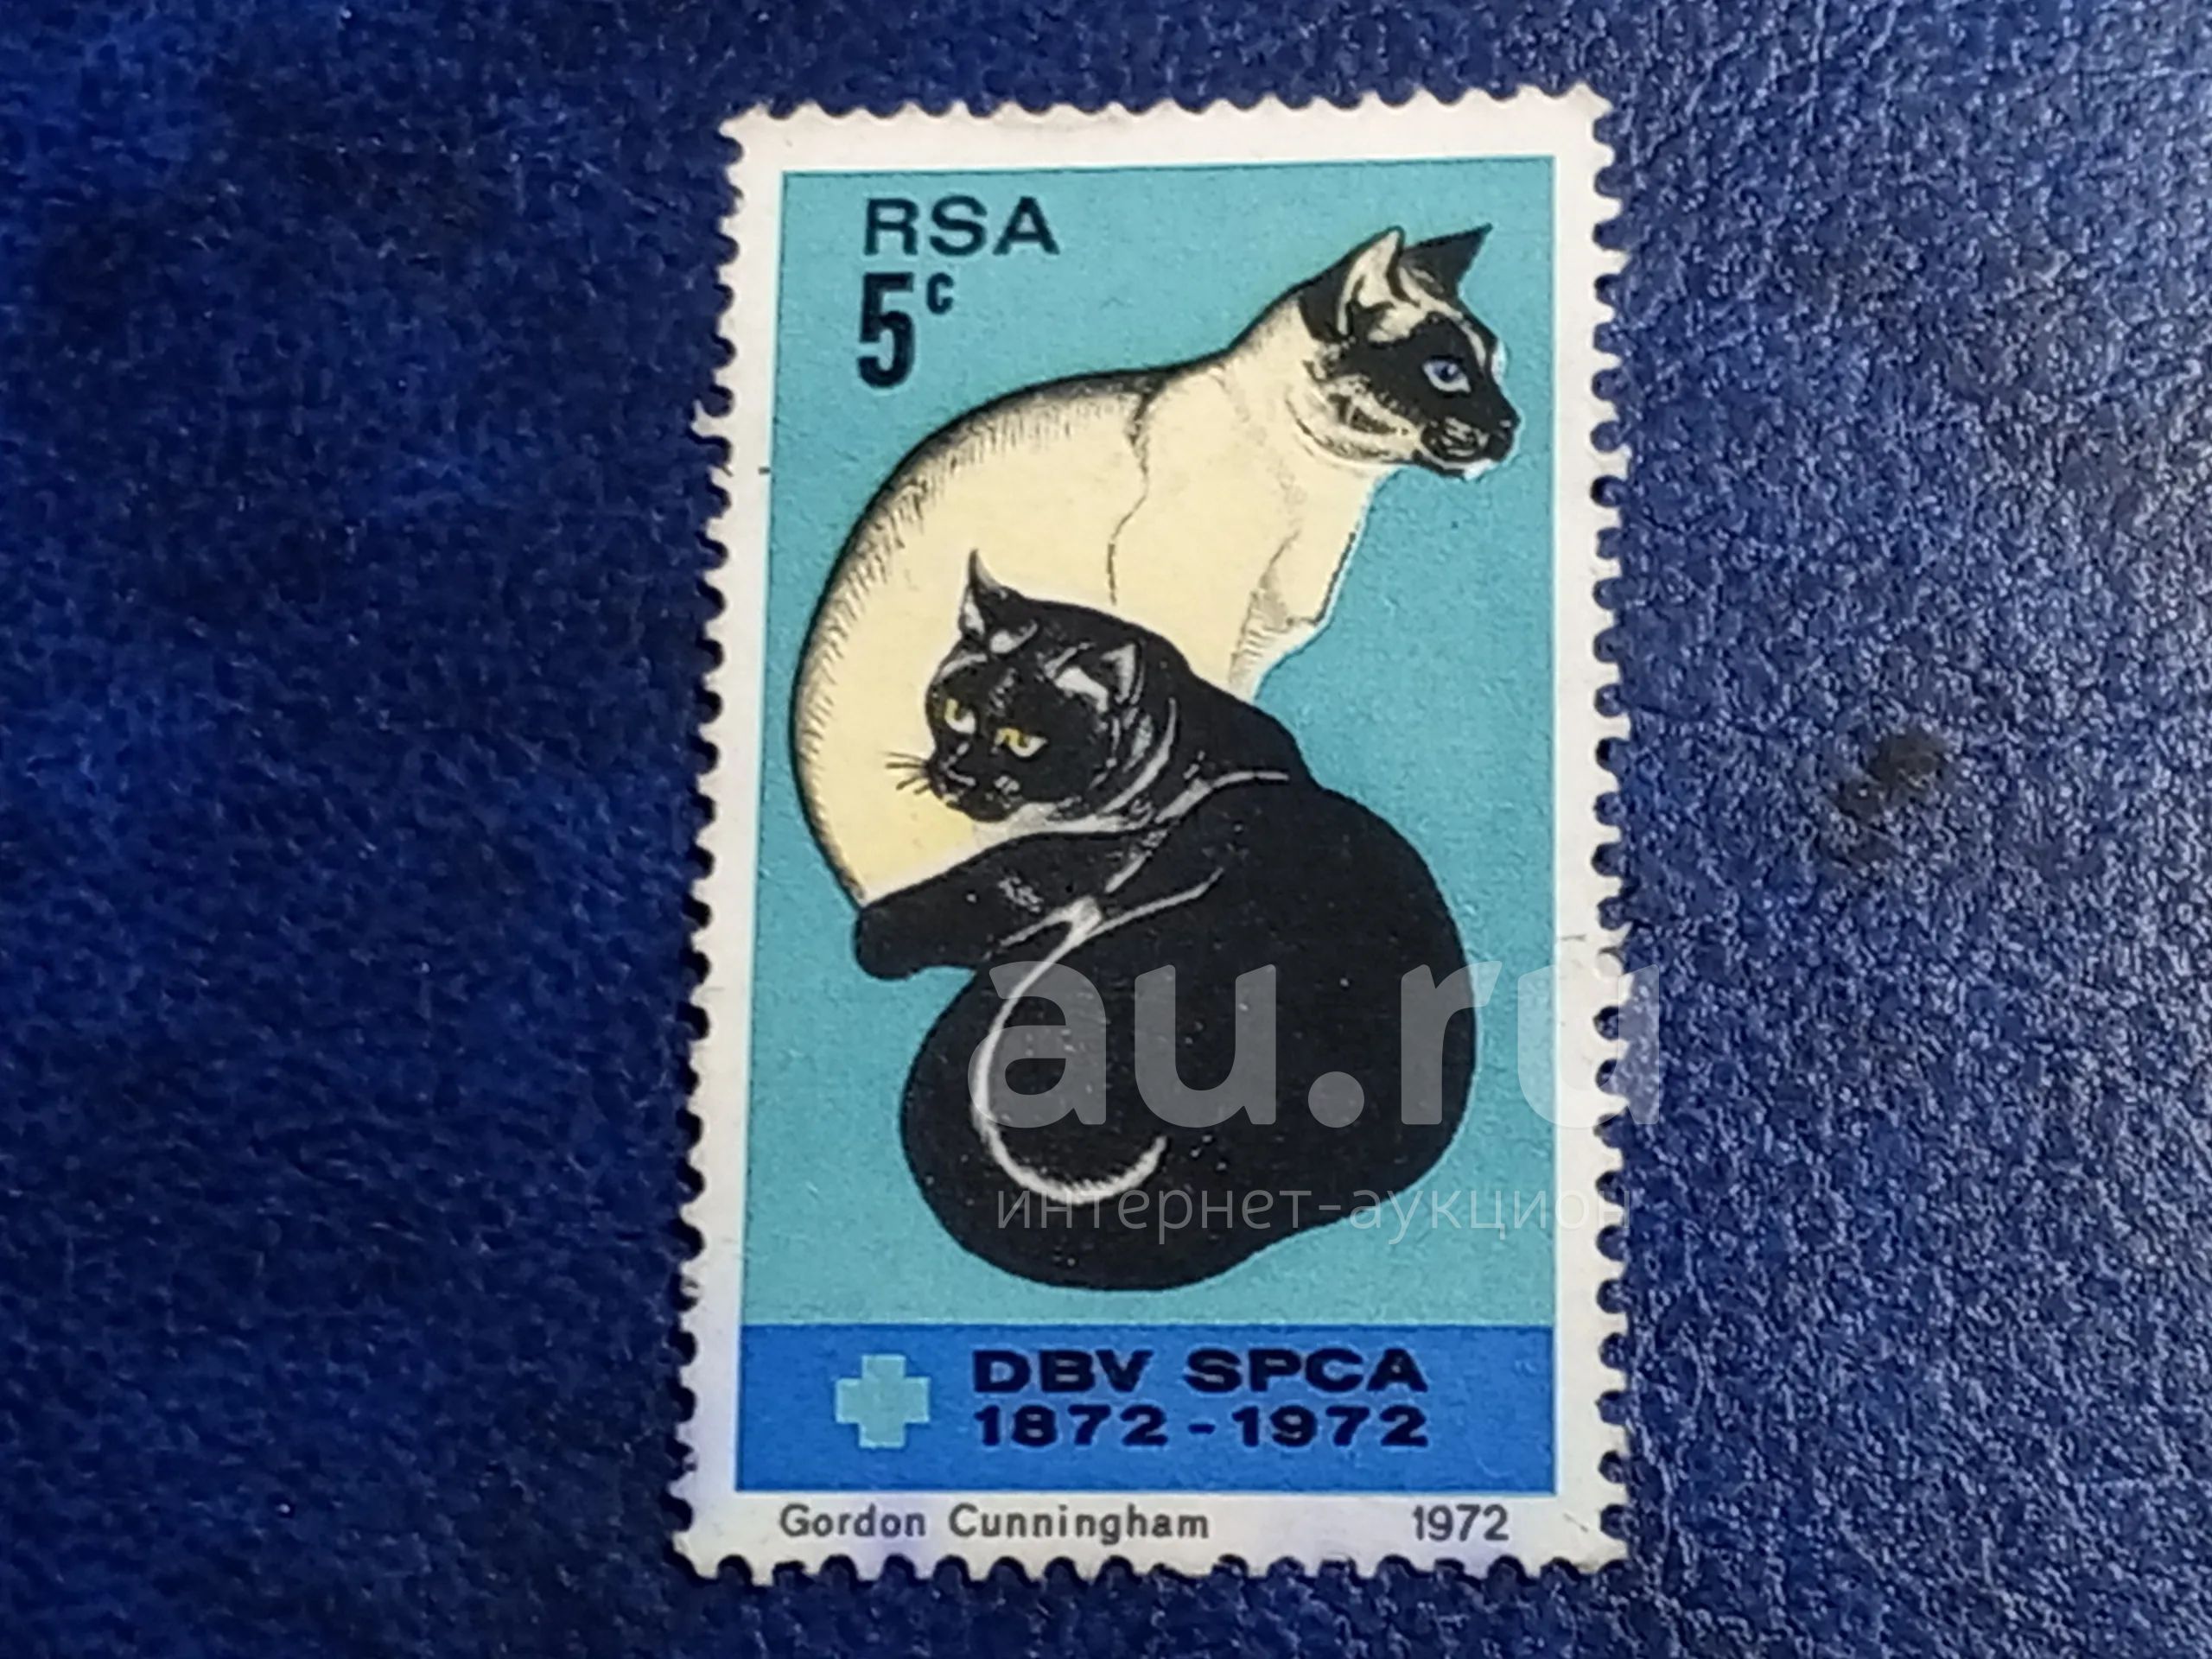 RSA
5c
au.ru
интернет-аукцион
DBV SPCA
1872-1972
Gordon Cunningham 1972